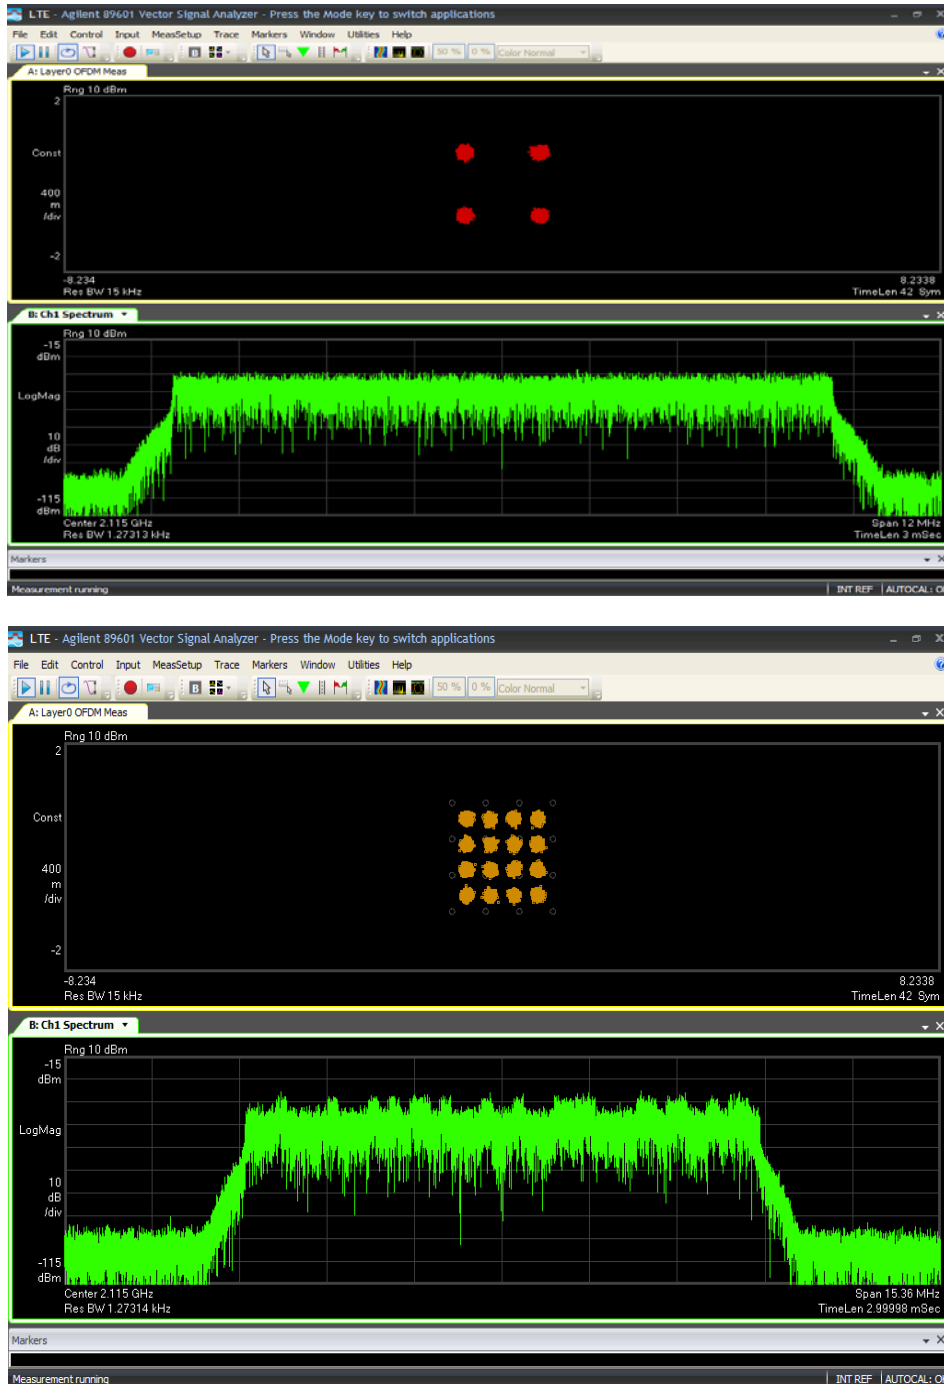 LTE - Agilent 89601 Vector Signal Analyzer - Press the Mode key to switch applications
File Edit Control Input MeasSetup Trace Markers Window Utilities Help
50 % 0 % Color Normal
A: Layer0 OFDM Meas
Rng 10 dBm
2
Const
400
m
/div
-2
-8.234 8.2338
Res BW 15 kHz TimeLen 42 Sym
B: Ch1 Spectrum
Rng 10 dBm
-15
dBm
LogMag
10
dB
/div
-115
dBm
Center 2.115 GHz Span 12 MHz
Res BW 1.27313 kHz TimeLen 3 mSec
Markers
Measurement running INT REF AUTOCAL: O
LTE - Agilent 89601 Vector Signal Analyzer - Press the Mode key to switch applications
File Edit Control Input MeasSetup Trace Markers Window Utilities Help
B 50 % 0 % Color Normal
A: Layer0 OFDM Meas
Rng 10 dBm
2
Const
400
m
/div
-2
-8.234 8.2338
Res BW 15 kHz TimeLen 42 Sym
B: Ch1 Spectrum
Rng 10 dBm
-15
dBm
LogMag
10
dB
/div
-115
dBm
Center 2.115 GHz Span 15.36 MHz
Res BW 1.27314 kHz TimeLen 2.99998 mSec
Markers
Measurement running INT REF AUTOCAL: O